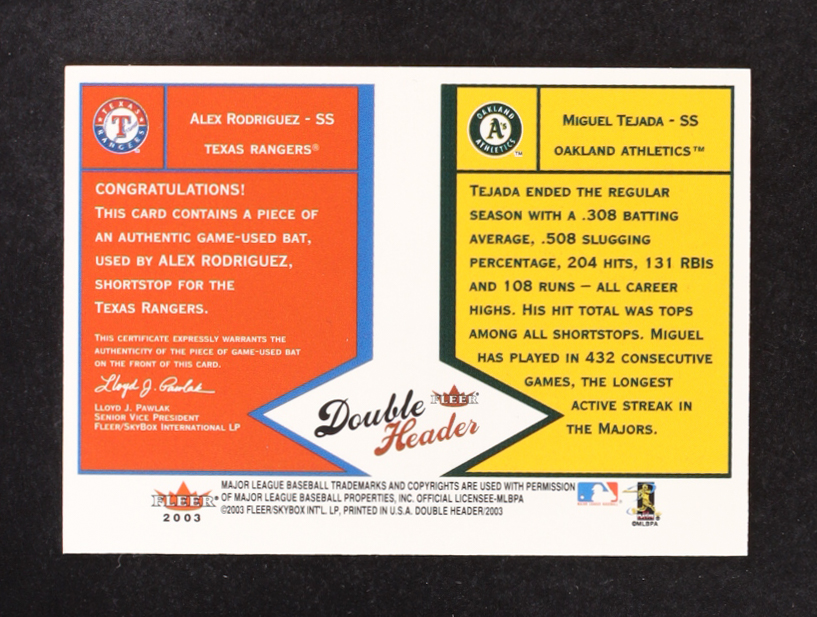 TEXAS
RANGERS
T
ALEX RODRIGUEZ - SS
TEXAS RANGERS®
CONGRATULATIONS!
THIS CARD CONTAINS A PIECE OF
AN AUTHENTIC GAME-USED BAT,
USED BY ALEX RODRIGUEZ,
SHORTSTOP FOR THE
TEXAS RANGERS.
THIS CERTIFICATE EXPRESSLY WARRANTS THE
AUTHENTICITY OF THE PIECE OF GAME-USED BAT
ON THE FRONT OF THIS CARD.
Lloyd J. Pawlak
LLOYD J. PAWLAK
SENIOR VICE PRESIDENT
FLEER/SKYBOX INTERNATIONAL LP
OAKLAND
A's
ATHLETICS
™
MIGUEL TEJADA - SS
OAKLAND ATHLETICS™
TEJADA ENDED THE REGULAR
SEASON WITH A .308 BATTING
AVERAGE, .508 SLUGGING
PERCENTAGE, 204 HITS, 131 RBIS
AND 108 RUNS – ALL CAREER
HIGHS. HIS HIT TOTAL WAS TOPS
AMONG ALL SHORTSTOPS. MIGUEL
HAS PLAYED IN 432 CONSECUTIVE
GAMES, THE LONGEST
ACTIVE STREAK IN
THE MAJORS.
FLEER
Double
Header
FLEER®
2003
MAJOR LEAGUE BASEBALL TRADEMARKS AND COPYRIGHTS ARE USED WITH PERMISSION
OF MAJOR LEAGUE BASEBALL PROPERTIES, INC. OFFICIAL LICENSEE-MLBPA
©2003 FLEER/SKYBOX INT'L. LP, PRINTED IN U.S.A. DOUBLE HEADER/2003
©MLBPA